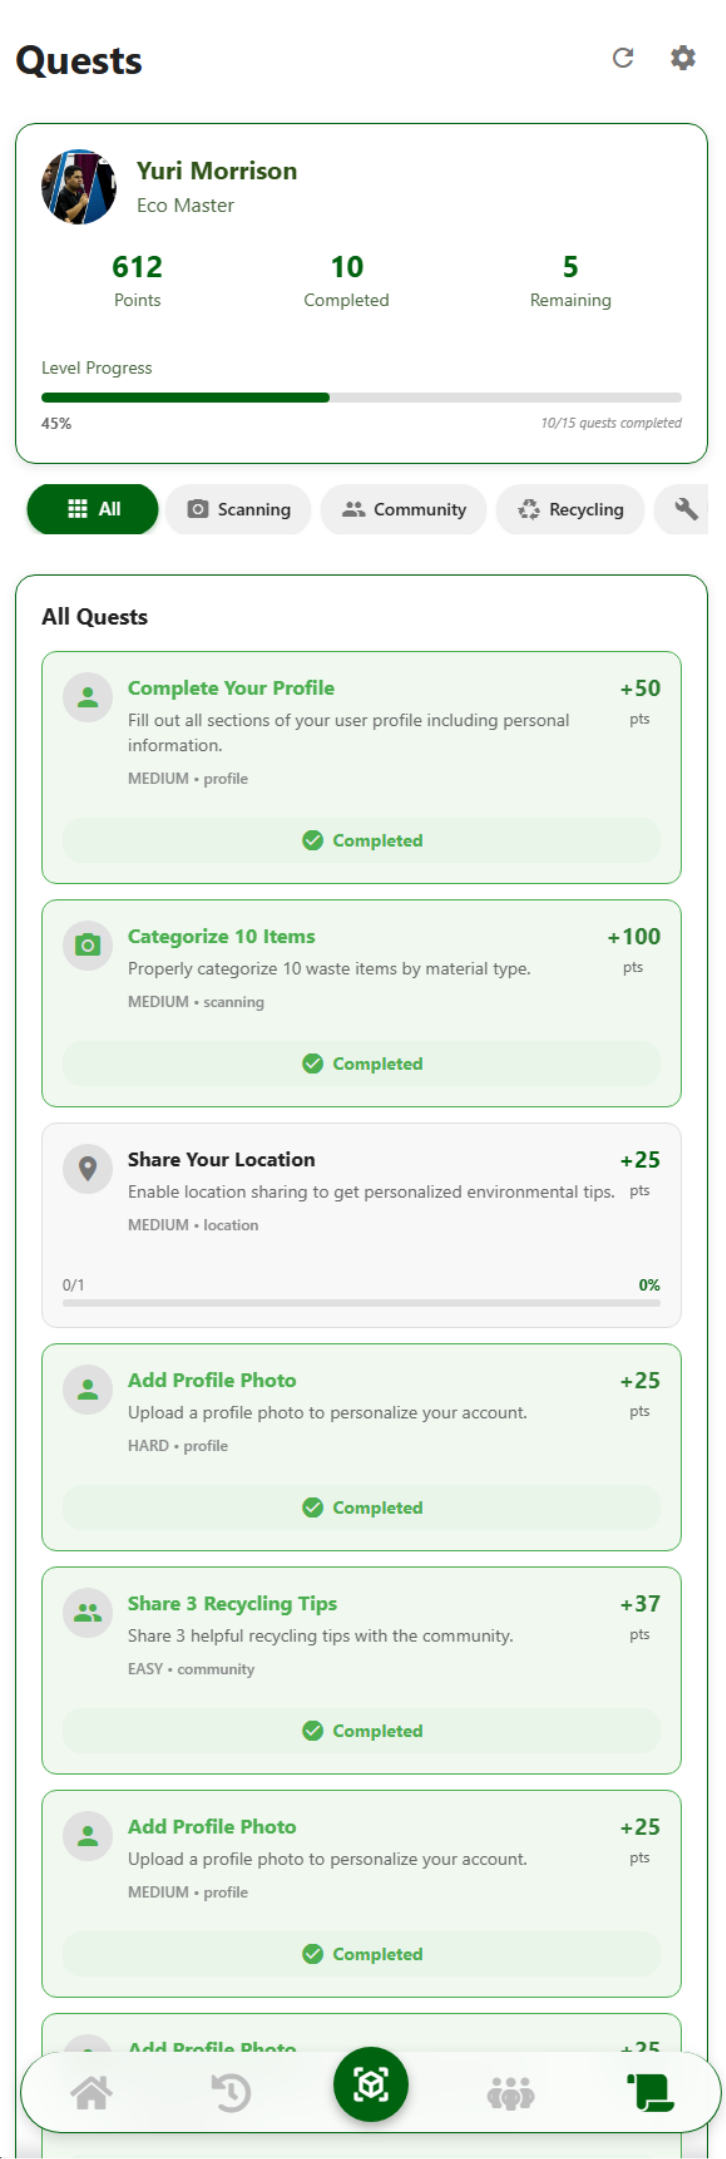 Quests
Yuri Morrison
Eco Master
612
10
5
Points
Completed
Remaining
Level Progress
45%
10/15 quests completed
All
Scanning
Community
Recycling
All Quests
Complete Your Profile
+50
Fill out all sections of your user profile including personal
pts
information.
MEDIUM • profile
Completed
Categorize 10 Items
+100
Properly categorize 10 waste items by material type.
pts
MEDIUM • scanning
Completed
Share Your Location
+25
Enable location sharing to get personalized environmental tips.
pts
MEDIUM • location
0/1
0%
Add Profile Photo
+25
Upload a profile photo to personalize your account.
pts
HARD • profile
Completed
Share 3 Recycling Tips
+37
Share 3 helpful recycling tips with the community.
pts
EASY • community
Completed
Add Profile Photo
+25
Upload a profile photo to personalize your account.
pts
MEDIUM • profile
Completed
Add Profile Photo
+25